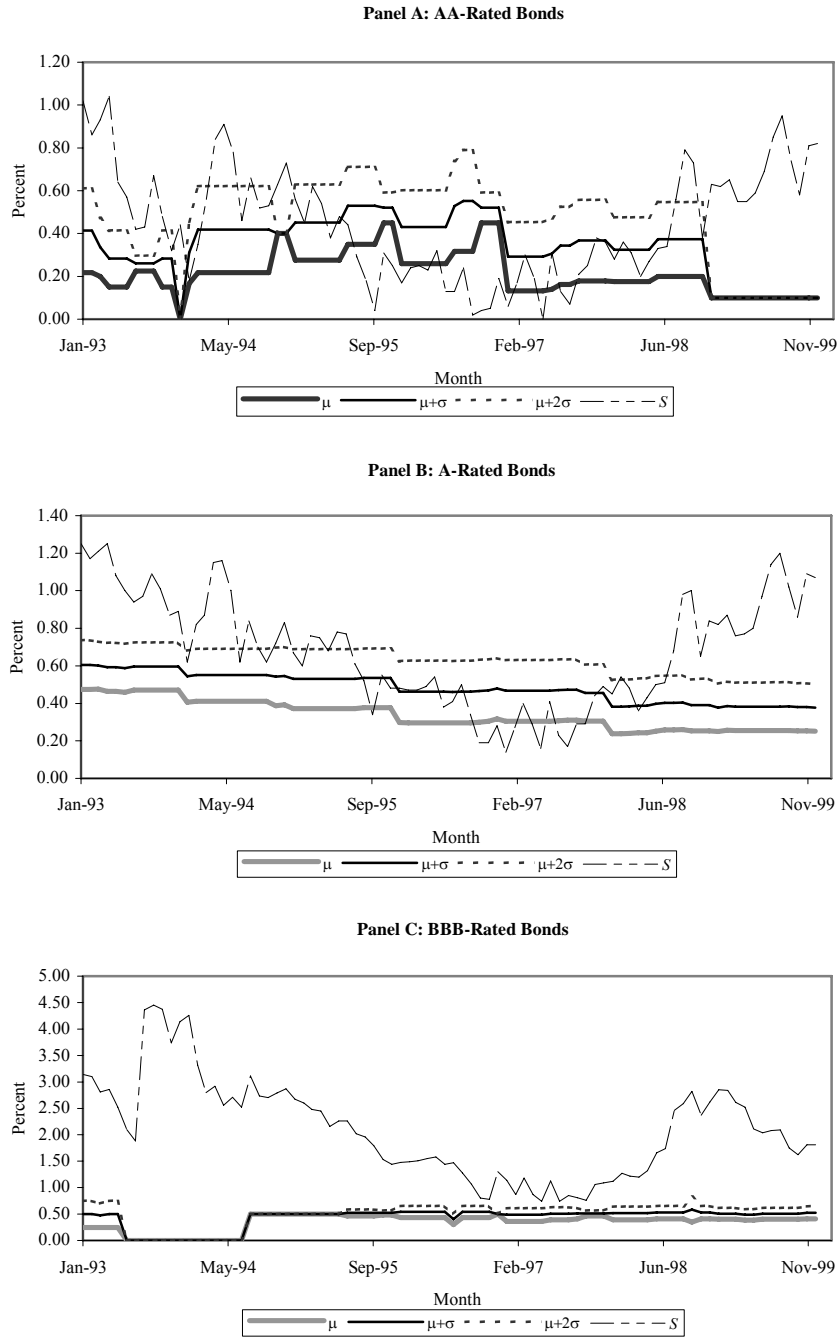 Panel A: AA-Rated Bonds
1.20
1.00
0.80
0.60
0.40
0.20
0.00
Percent
Jan-93 May-94 Sep-95 Feb-97 Jun-98 Nov-99
Month
μ μ+σ μ+2σ S
Panel B: A-Rated Bonds
1.40
1.20
1.00
0.80
0.60
0.40
0.20
0.00
Percent
Jan-93 May-94 Sep-95 Feb-97 Jun-98 Nov-99
Month
μ μ+σ μ+2σ S
Panel C: BBB-Rated Bonds
5.00
4.50
4.00
3.50
3.00
2.50
2.00
1.50
1.00
0.50
0.00
Percent
Jan-93 May-94 Sep-95 Feb-97 Jun-98 Nov-99
Month
μ μ+σ μ+2σ S